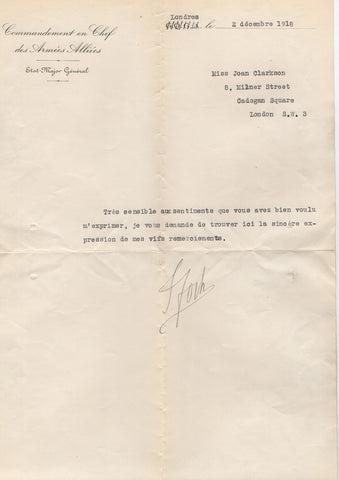 Londres
le 2 décembre 1918
Commandement en Chef
des Armées Alliées
Etat-Major Général
Miss Joan Clarkson
8, Milner Street
Cadogan Square
London S.W. 3
Très sensible aux sentiments que vous avez bien voulu
m'exprimer, je vous demande de trouver ici la sincère ex-
pression de mes vifs remerciements.
Foch